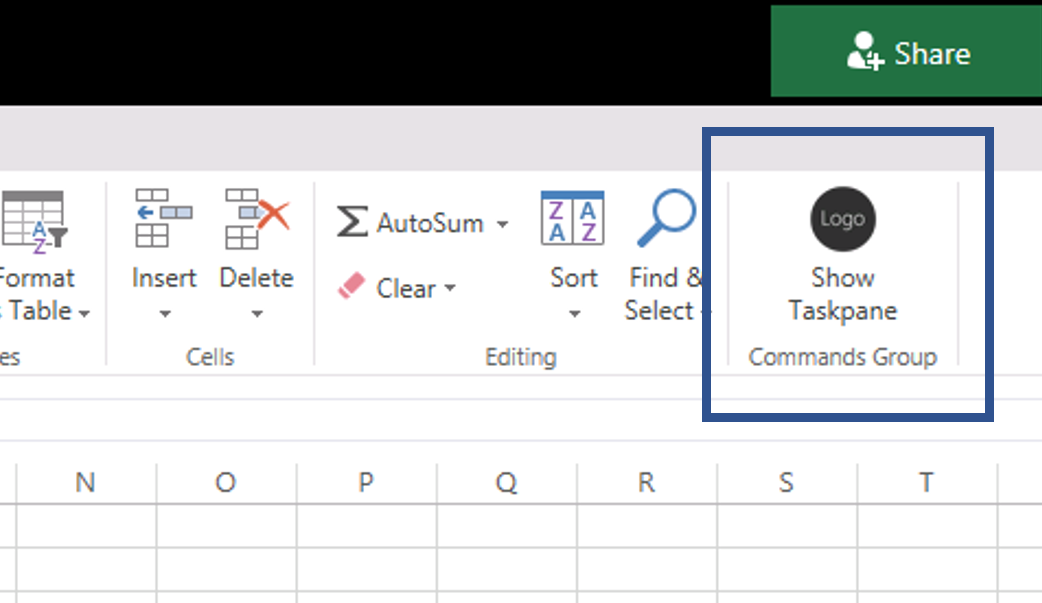 Share
Format
Table
Insert
Delete
AutoSum
Clear
Z A
A Z
Sort
Find &
Select
Logo
Show
Taskpane
es
Cells
Editing
Commands Group
N O P Q R S T